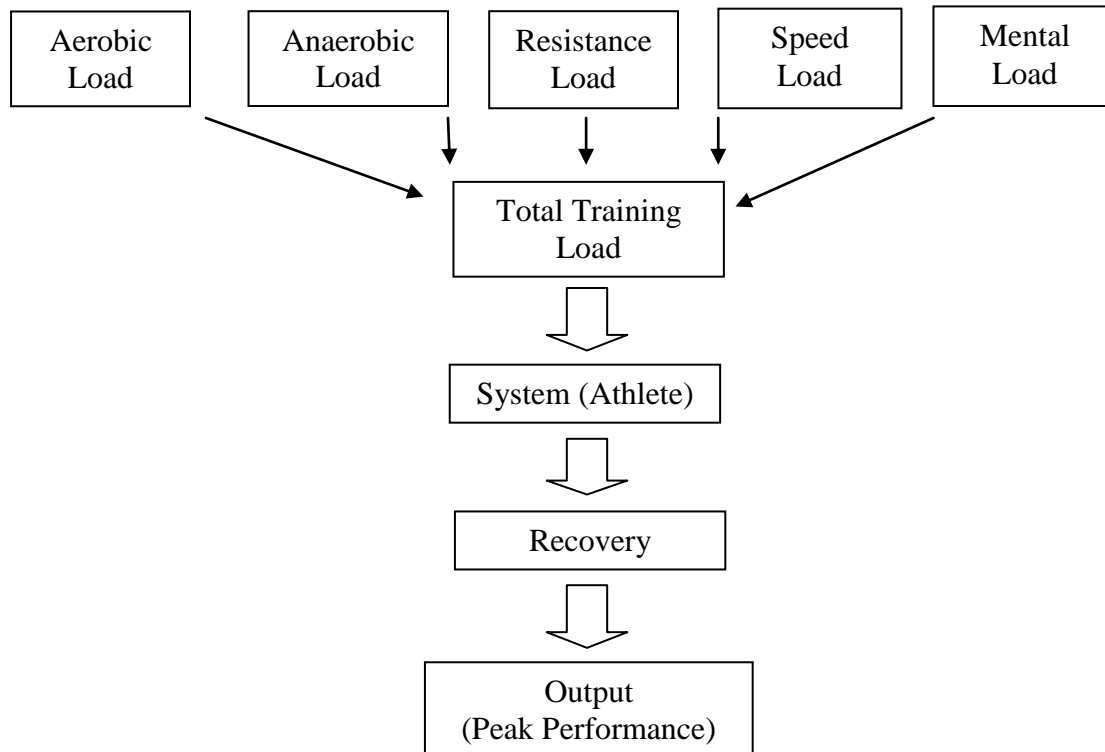 Aerobic
Load
Anaerobic
Load
Resistance
Load
Speed
Load
Mental
Load
Total Training
Load
System (Athlete)
Recovery
Output
(Peak Performance)